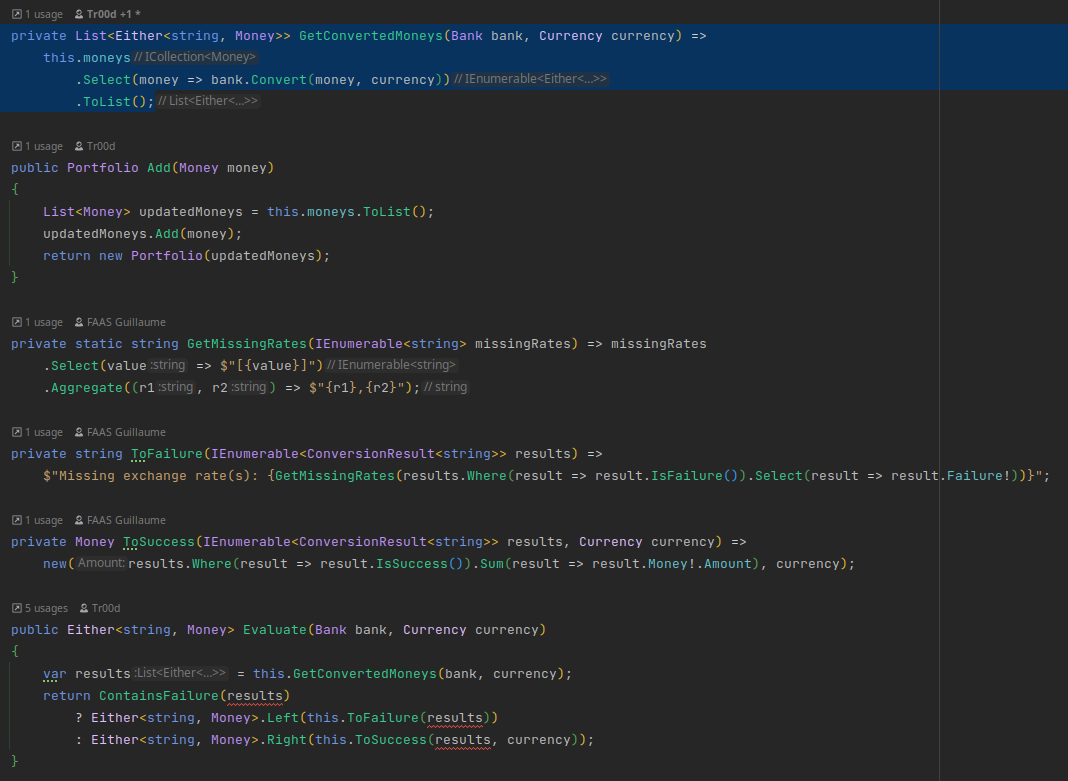 1 usage Tr00d +1 *
private List<Either<string, Money>> GetConvertedMoneys(Bank bank, Currency currency) =>
this.moneys // ICollection<Money>
.Select(money => bank.Convert(money, currency)) // IEnumerable<Either<...>>
.ToList(); // List<Either<...>>
1 usage Tr00d
public Portfolio Add(Money money)
{
List<Money> updatedMoneys = this.moneys.ToList();
updatedMoneys.Add(money);
return new Portfolio(updatedMoneys);
}
1 usage FAAS Guillaume
private static string GetMissingRates(IEnumerable<string> missingRates) => missingRates
.Select(value :string => $"[{value}]") // IEnumerable<string>
.Aggregate((r1 :string , r2 :string ) => $"{r1},{r2}"); // string
1 usage FAAS Guillaume
private string ToFailure(IEnumerable<ConversionResult<string>> results) =>
$"Missing exchange rate(s): {GetMissingRates(results.Where(result => result.IsFailure()).Select(result => result.Failure!))}";
1 usage FAAS Guillaume
private Money ToSuccess(IEnumerable<ConversionResult<string>> results, Currency currency) =>
new( Amount: results.Where(result => result.IsSuccess()).Sum(result => result.Money!.Amount), currency);
5 usages Tr00d
public Either<string, Money> Evaluate(Bank bank, Currency currency)
{
var results :List<Either<...>> = this.GetConvertedMoneys(bank, currency);
return ContainsFailure(results)
? Either<string, Money>.Left(this.ToFailure(results))
: Either<string, Money>.Right(this.ToSuccess(results, currency));
}